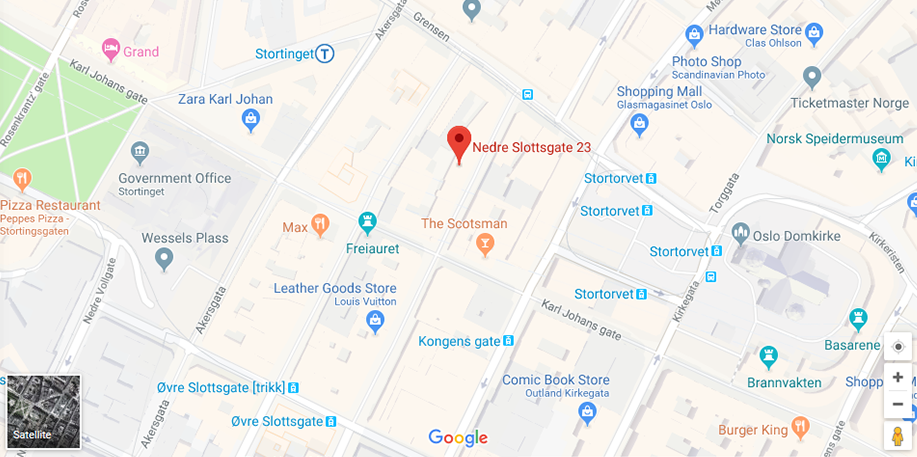 Grensen
Akersgata
Hardware Store
Clas Ohlson
Grand
Stortinget
T
Photo Shop
Scandinavian Photo
Karl Johans gate
Rosenkrantz' gate
Zara Karl Johan
Shopping Mall
Glasmagasinet Oslo
Ticketmaster Norge
Norsk Speidermuseum
Nedre Slottsgate 23
Government Office
Stortinget
Stortorvet
Torggata
Pizza Restaurant
Peppes Pizza -
Stortingsgaten
Stortorvet
Max
The Scotsman
Wessels Plass
Freiauret
Oslo Domkirke
Kirkeristen
Stortorvet
Nedre Vollgate
Akersgata
Leather Goods Store
Louis Vuitton
Stortorvet
Kirkegata
Karl Johans gate
Kongens gate
Basarene
Brannvakten
Shopp
Øvre Slottsgate [trikk]
Comic Book Store
Outland Kirkegata
Øvre Slottsgate
Akersgata
Satellite
Google
Burger King
+
−